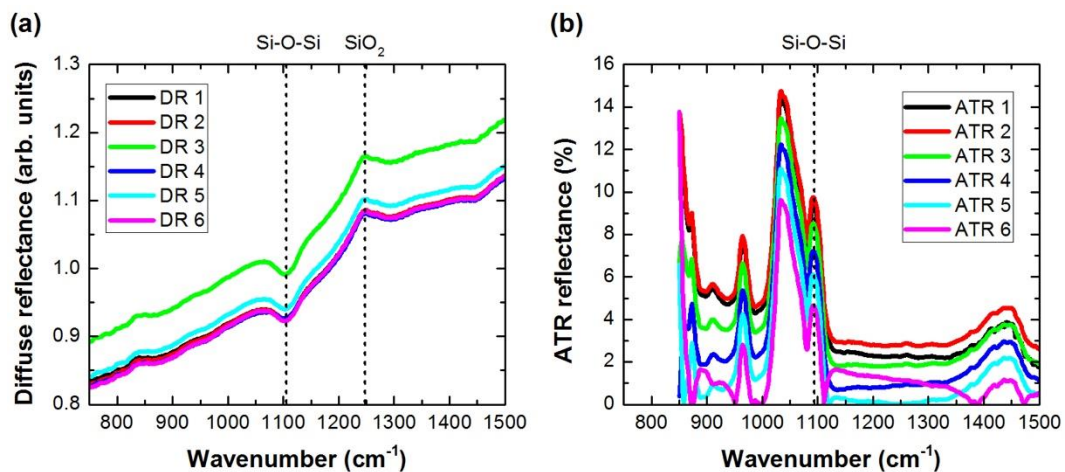 (a)
Si-O-Si SiO₂
Diffuse reflectance (arb. units)
1.3
1.2
1.1
1.0
0.9
0.8
DR 1
DR 2
DR 3
DR 4
DR 5
DR 6
800 900 1000 1100 1200 1300 1400 1500
Wavenumber (cm⁻¹)
(b)
Si-O-Si
ATR reflectance (%)
16
14
12
10
8
6
4
2
0
ATR 1
ATR 2
ATR 3
ATR 4
ATR 5
ATR 6
800 900 1000 1100 1200 1300 1400 1500
Wavenumber (cm⁻¹)